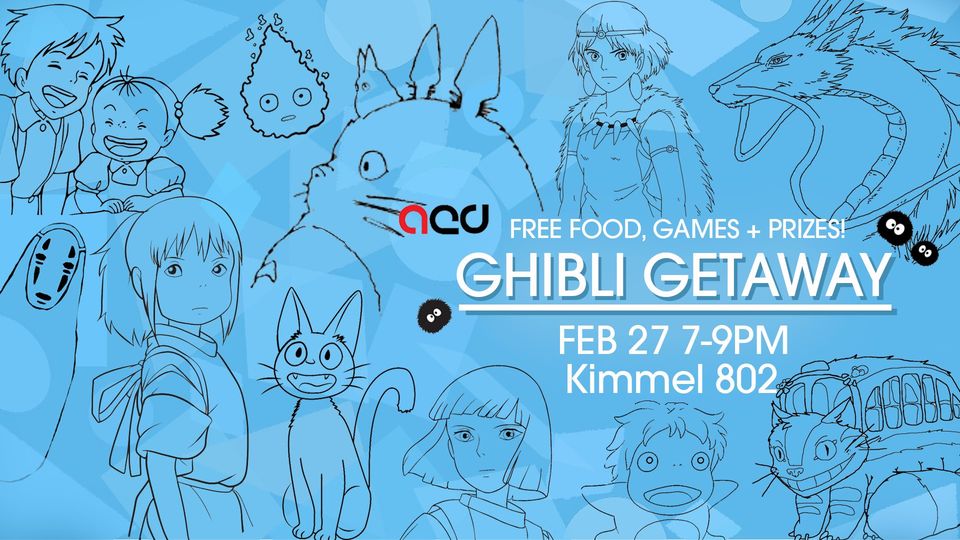 aed
FREE FOOD, GAMES + PRIZES!
GHIBLI GETAWAY
FEB 27 7-9PM
Kimmel 802